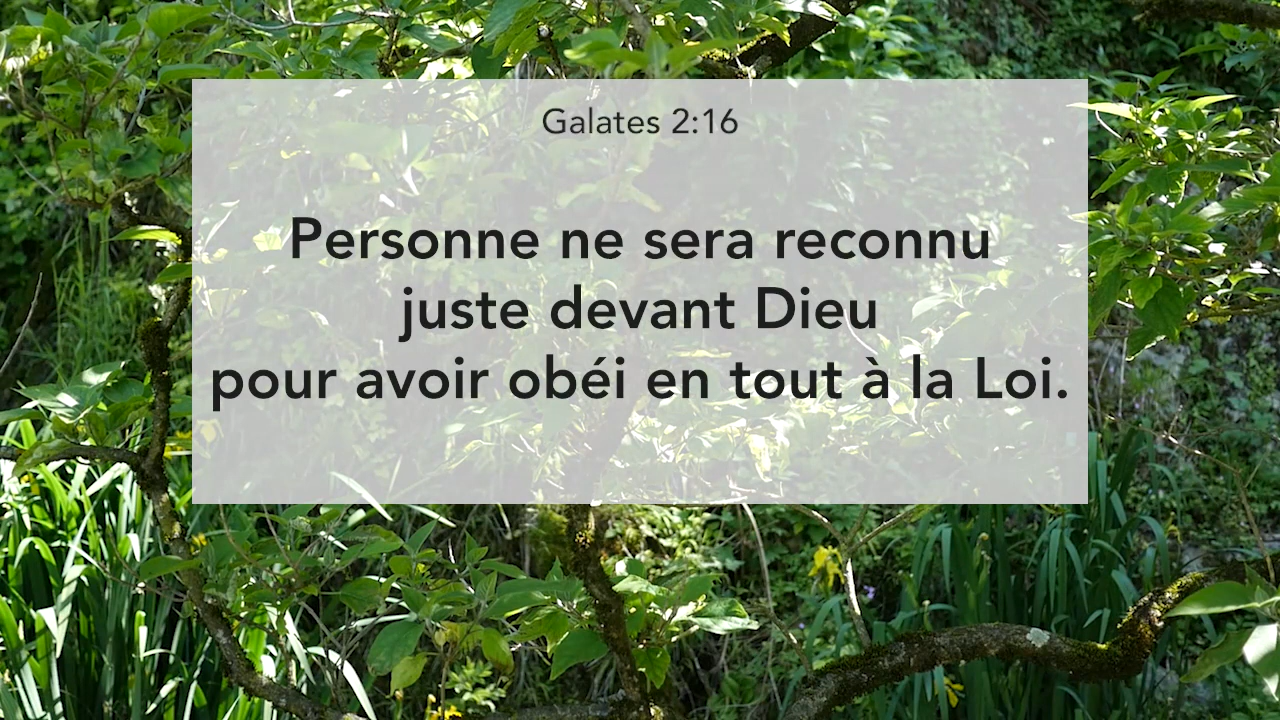 Galates 2:16
Personne ne sera reconnu
juste devant Dieu
pour avoir obéi en tout à la Loi.